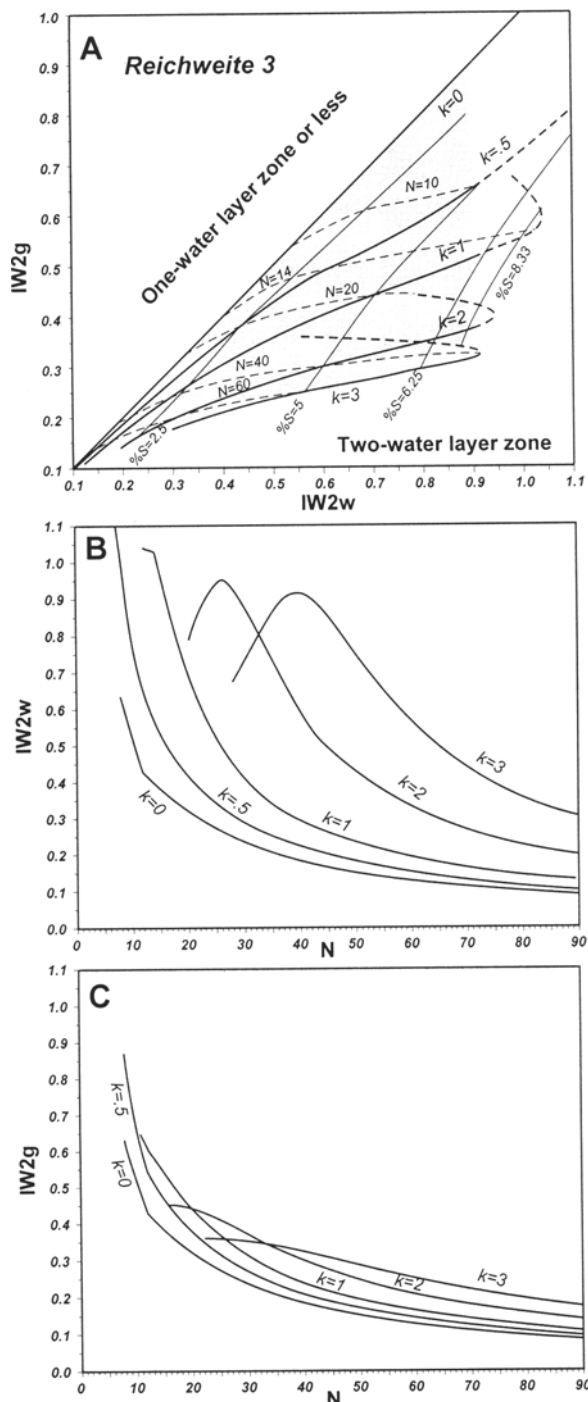 A
Reichweite 3
One-water layer zone or less
Two-water layer zone
k=0
k=.5
N=10
k=1
N=14
N=20
%S=8.33
k=2
N=40
N=60
k=3
%S=2.5
%S=5
%S=6.25
IW2g
1.0
0.9
0.8
0.7
0.6
0.5
0.4
0.3
0.2
0.1
0.1 0.2 0.3 0.4 0.5 0.6 0.7 0.8 0.9 1.0 1.1
IW2w
B
IW2w
1.1
1.0
0.9
0.8
0.7
0.6
0.5
0.4
0.3
0.2
0.1
0.0
k=0
k=.5
k=1
k=2
k=3
0 10 20 30 40 50 60 70 80 90
N
C
IW2g
1.1
1.0
0.9
0.8
0.7
0.6
0.5
0.4
0.3
0.2
0.1
0.0
k=.5
k=0
k=1
k=2
k=3
0 10 20 30 40 50 60 70 80 90
N